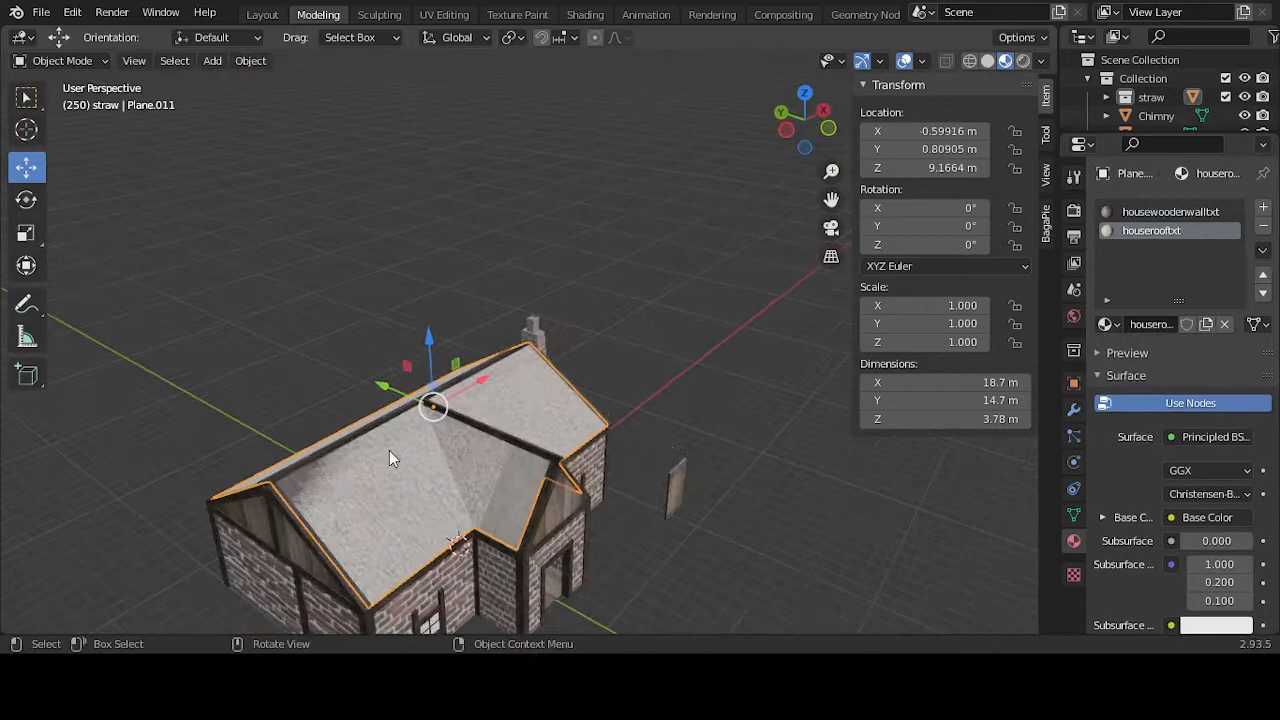 File Edit Render Window Help Layout Modeling Sculpting UV Editing Texture Paint Shading Animation Rendering Compositing Geometry Nod Scene View Layer
Orientation: Default Drag: Select Box Global Options
Object Mode View Select Add Object
Scene Collection
Collection
straw
Chimny
User Perspective
(250) straw | Plane.011
Z
X
Y
Transform
Location:
X -0.59916 m
Y 0.80905 m
Z 9.1664 m
Rotation:
X 0°
Y 0°
Z 0°
XYZ Euler
Scale:
X 1.000
Y 1.000
Z 1.000
Dimensions:
X 18.7 m
Y 14.7 m
Z 3.78 m
Item
Tool
View
BagaPie
Plane.... housero...
housewoodenwalltxt
houserooftxt
housero...
Preview
Surface
Use Nodes
Surface Principled BS...
GGX
Christensen-B...
Base C... Base Color
Subsurface 0.000
Subsurface .. 1.000
0.200
0.100
Subsurface ..
Select Box Select Rotate View Object Context Menu 2.93.5